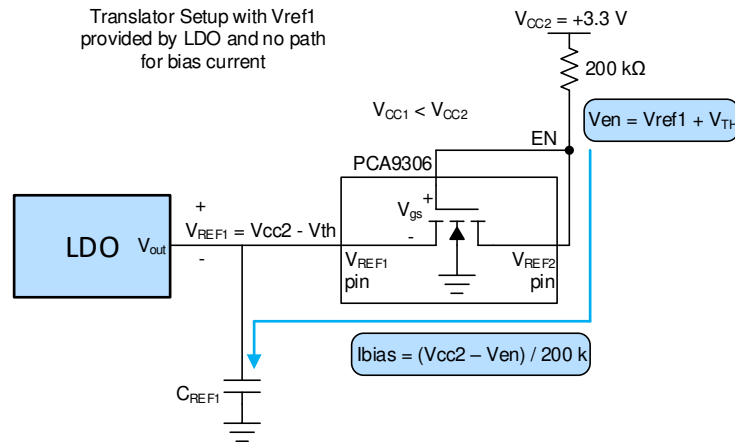 Translator Setup with Vref1
provided by LDO and no path
for bias current
VCC2 = +3.3 V
200 kΩ
VCC1 < VCC2
Ven = Vref1 + VTH
EN
PCA9306
+
Vgs
-
+
LDO
Vout
VREF1 = Vcc2 - Vth
-
VREF1
pin
VREF2
pin
Ibias = (Vcc2 – Ven) / 200 k
CREF1